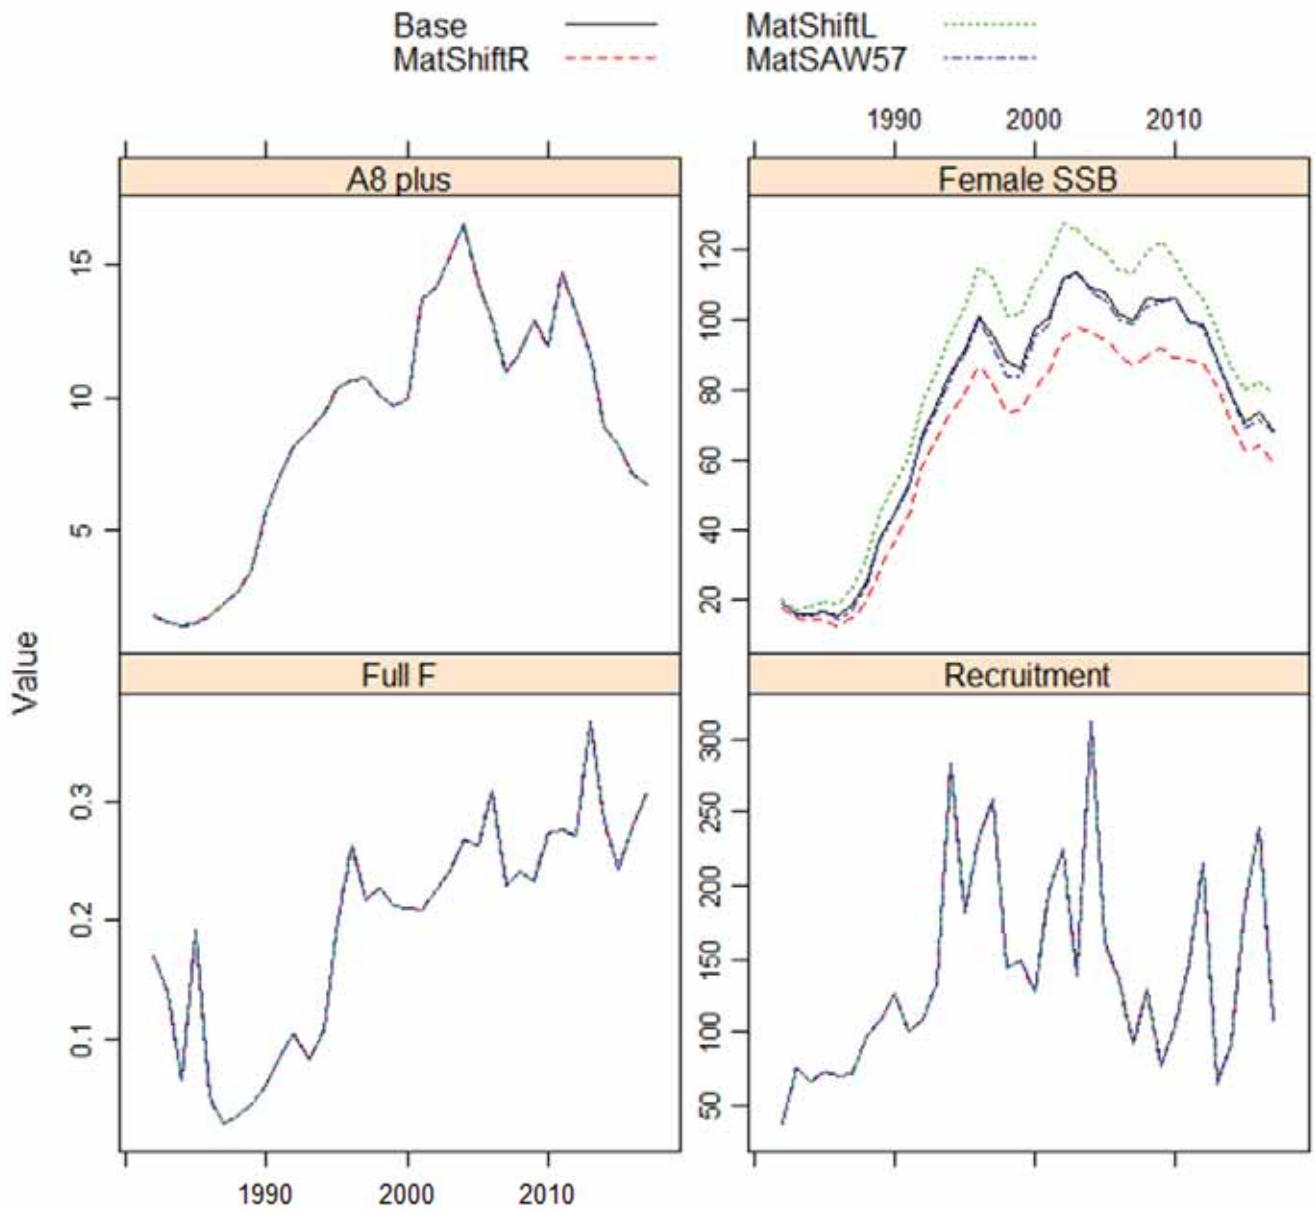 Base MatShiftL
MatShiftR MatSAW57
1990 2000 2010
A8 plus Female SSB
15
10
5
120
100
80
60
40
20
Value
Full F Recruitment
0.3
0.2
0.1
300
250
200
150
100
50
1990 2000 2010